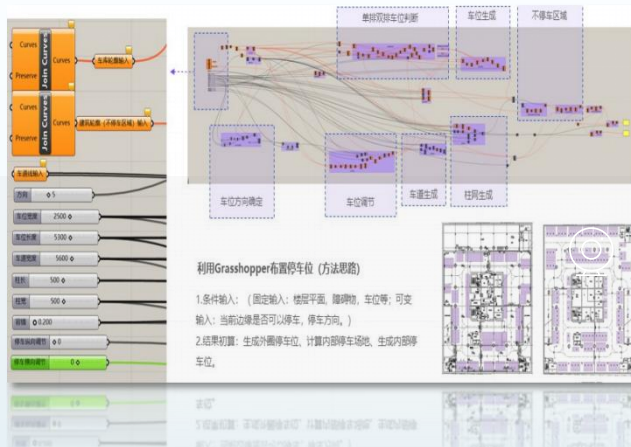 Curves
Preserve
Join Curves
Curves
车库轮廓输入
Curves
Preserve
Join Curves
Curves
建筑轮廓（不停车区域）输入
车道线输入
方向
5
车位宽度
2500
车位长度
5300
车道宽度
5600
柱长
500
柱宽
500
0.200
停车纵向调节
0
停车横向调节
0
单排双排车位判断
车位生成
不停车区域
车位方向确定
车位调节
车道生成
柱网生成
利用Grasshopper布置停车位（方法思路）
1.条件输入：（固定输入：楼层平面，障碍物，车位等；可变
输入：当前边缘是否可以停车，停车方向。）
2.结果初算：生成外圈停车位、计算内部停车场地、生成内部停
车位。